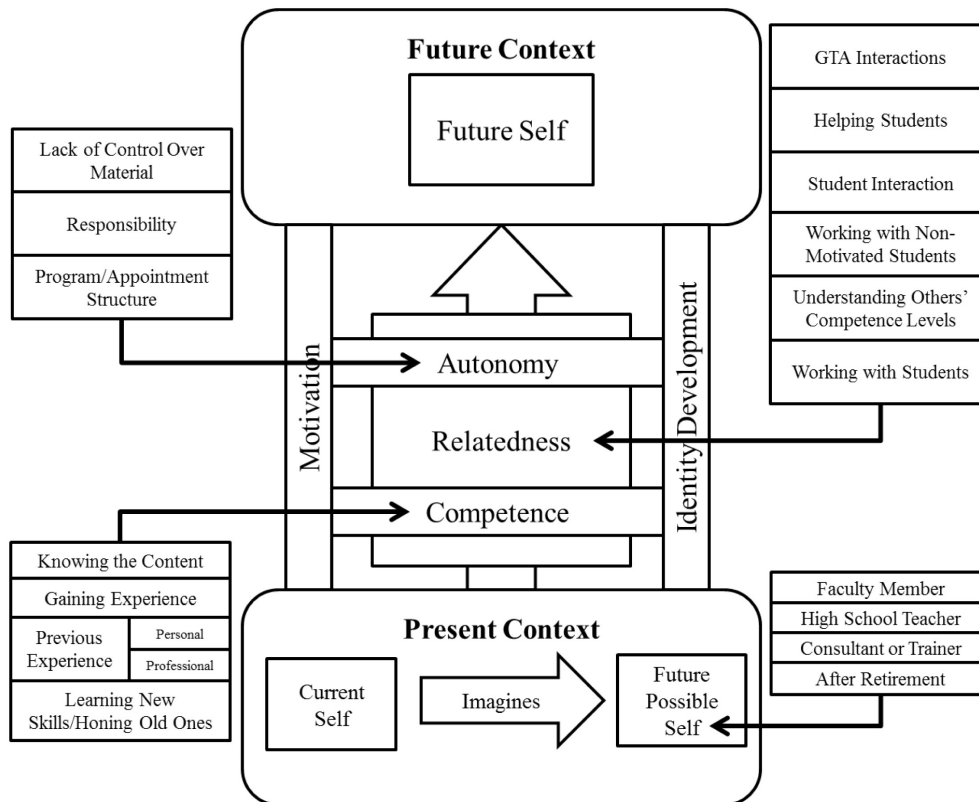 Future Context
Future Self
Lack of Control Over
Material
Responsibility
Program/Appointment
Structure
GTA Interactions
Helping Students
Student Interaction
Working with Non-
Motivated Students
Understanding Others’
Competence Levels
Working with Students
Motivation
Autonomy
Relatedness
Competence
Identity Development
Knowing the Content
Gaining Experience
Previous
Experience
Personal
Professional
Learning New
Skills/Honing Old Ones
Present Context
Current
Self
Imagines
Future
Possible
Self
Faculty Member
High School Teacher
Consultant or Trainer
After Retirement